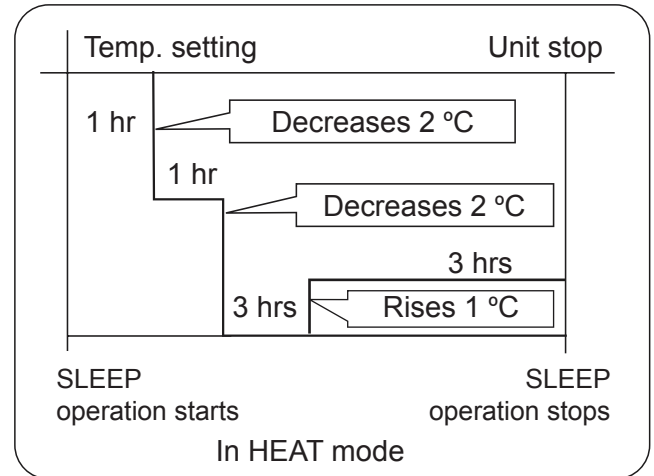 Temp. setting
Unit stop
1 hr
Decreases 2 ºC
1 hr
Decreases 2 ºC
3 hrs
3 hrs
Rises 1 ºC
SLEEP
operation starts
SLEEP
operation stops
In HEAT mode